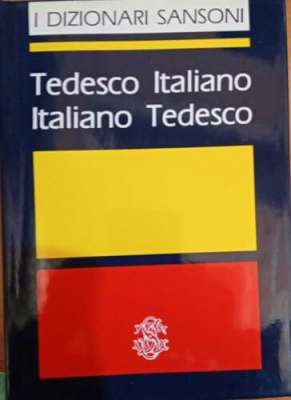 I DIZIONARI SANSONI
Tedesco Italiano
Italiano Tedesco